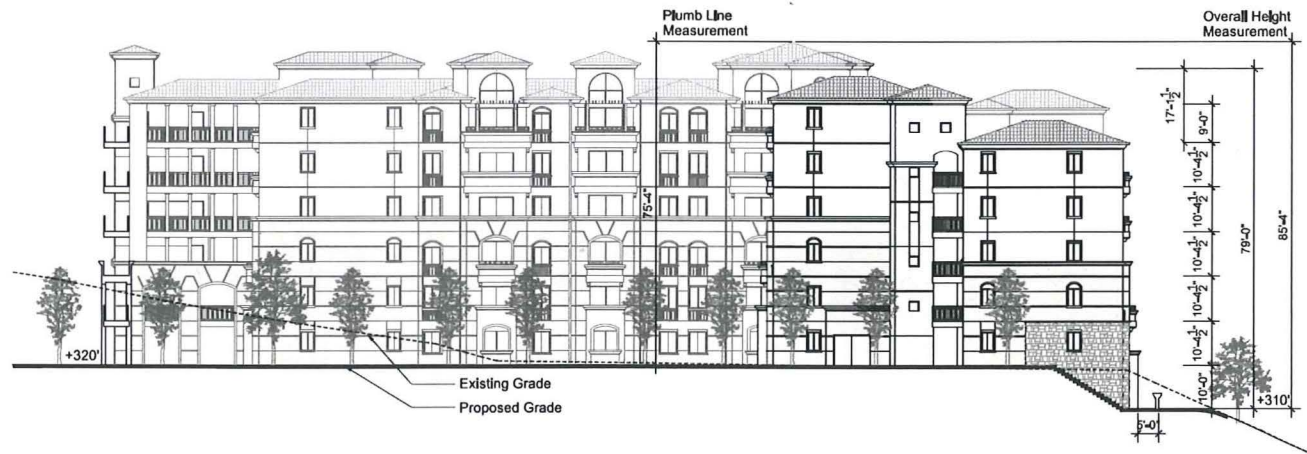 Plumb Line
Measurement
Overall Height
Measurement
17'-1½"
9'-0"
10'-4½"
10'-4½"
75'-4"
10'-4½"
79'-0"
85'-4"
10'-4½"
10'-4½"
+320'
10'-0"
Existing Grade
Proposed Grade
+310'
5'-0"